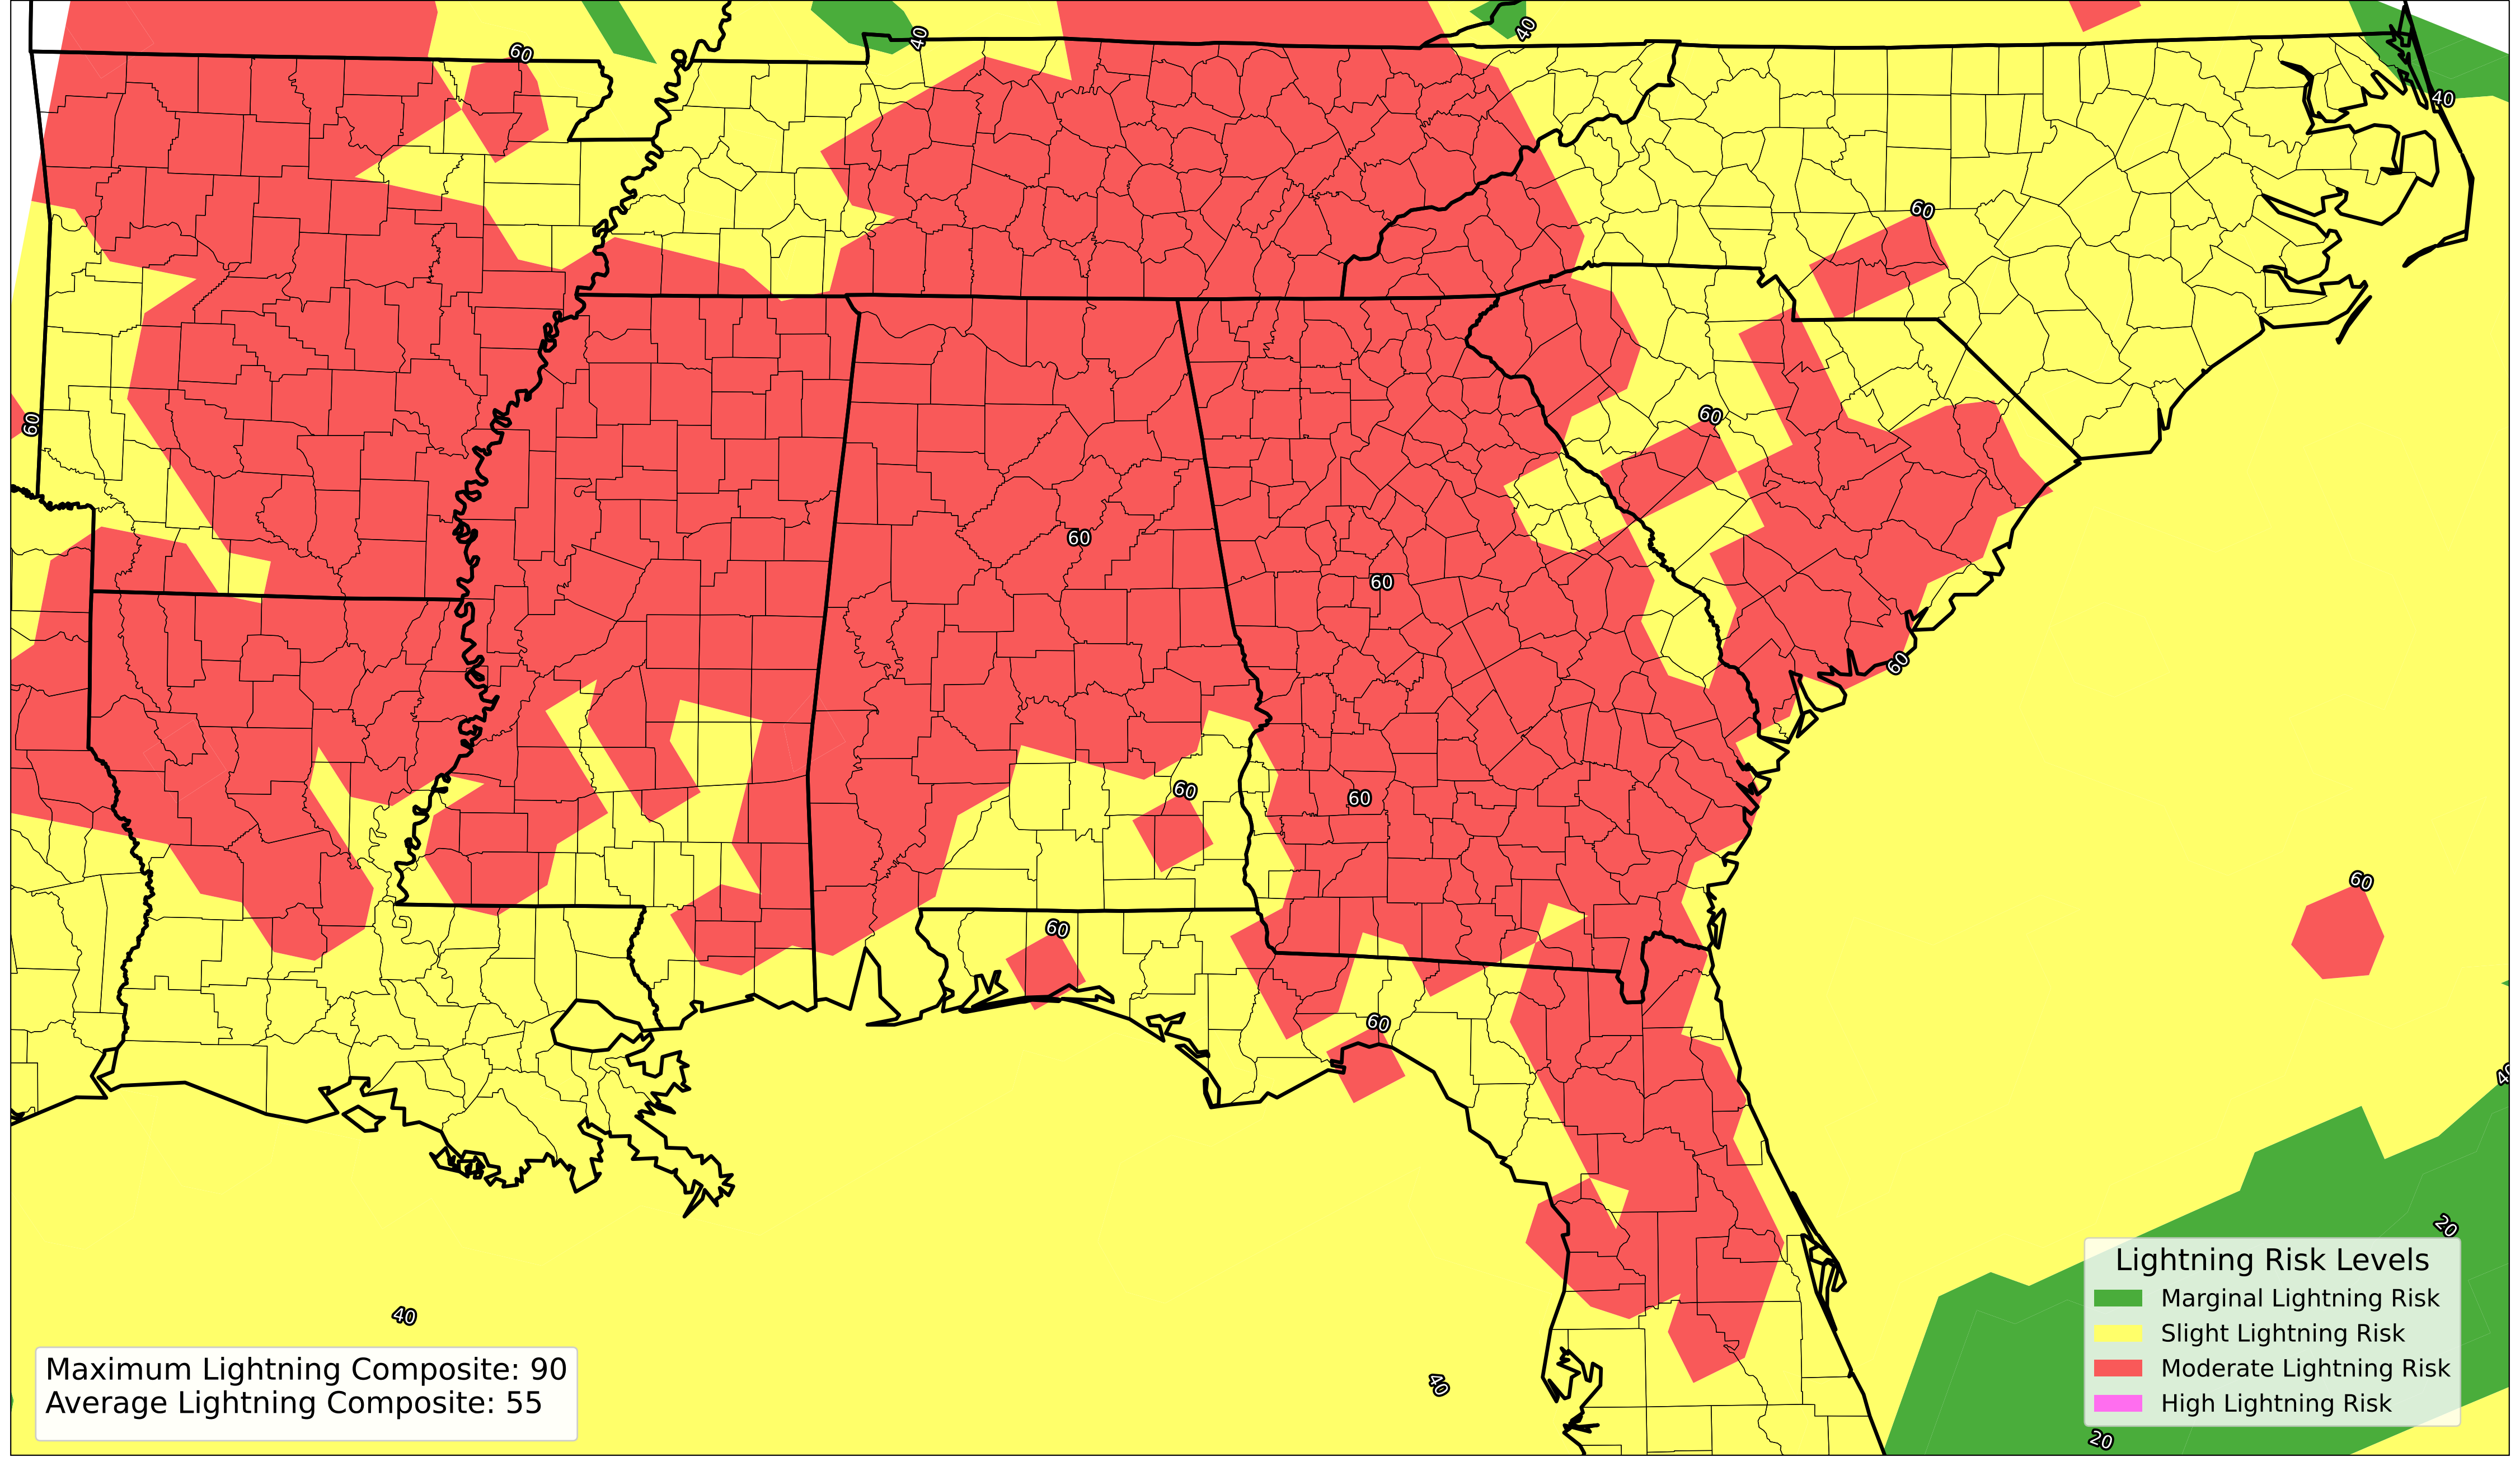 60
40
40
40
60
60
60
60
60
60
60
60
60
60
60
40
20
40
40
20
Lightning Risk Levels
Marginal Lightning Risk
Slight Lightning Risk
Moderate Lightning Risk
High Lightning Risk
Maximum Lightning Composite: 90
Average Lightning Composite: 55